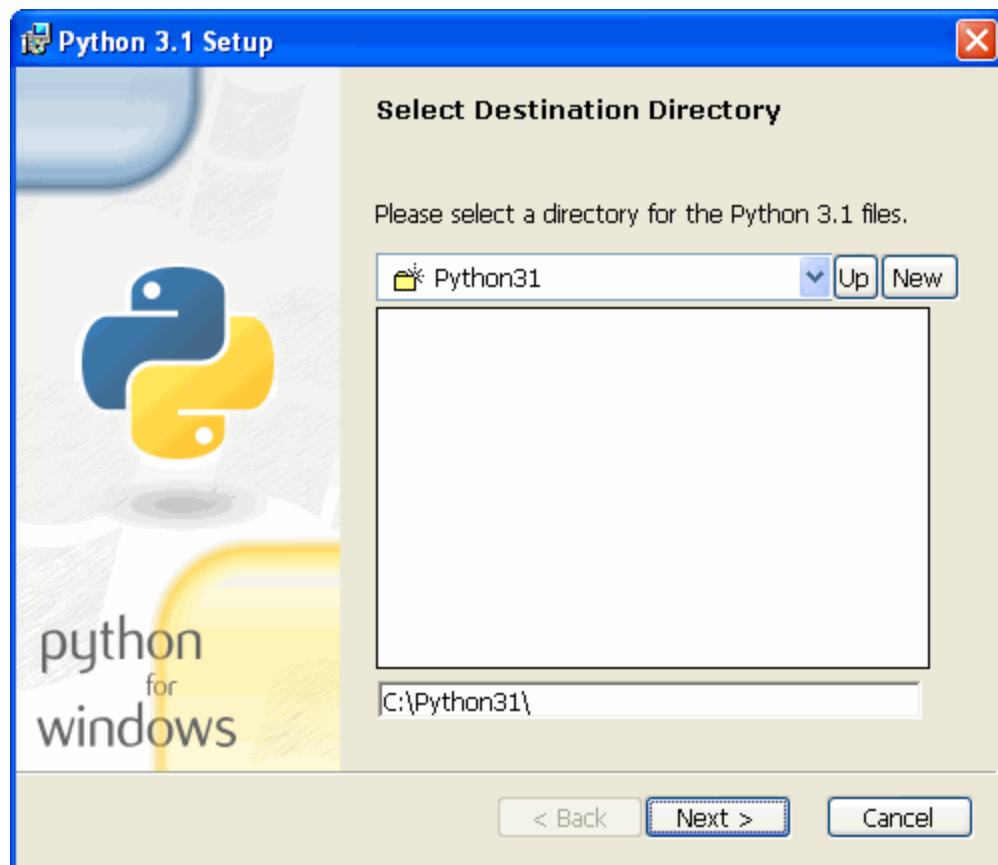 Python 3.1 Setup
Select Destination Directory
Please select a directory for the Python 3.1 files.
Python31
Up
New
C:\Python31\
python
for
windows
< Back
Next >
Cancel